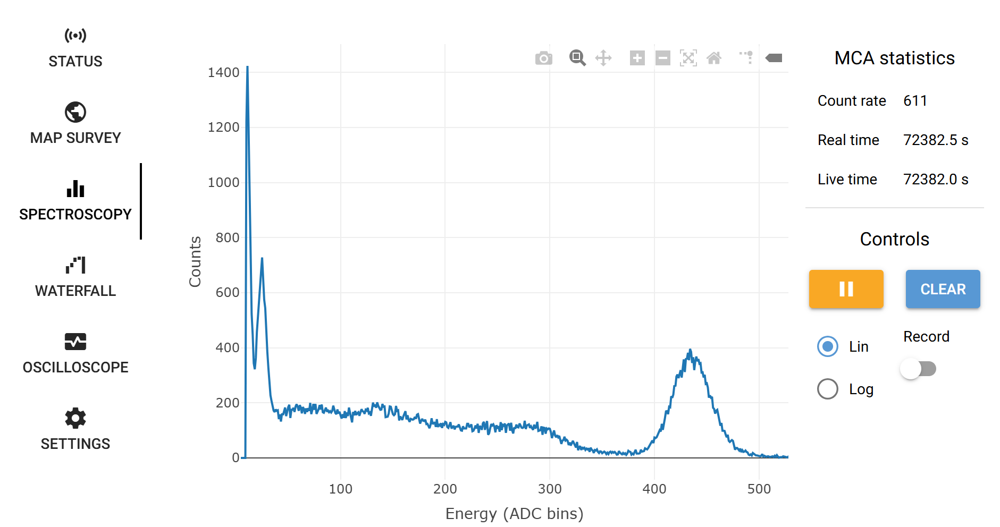 STATUS
MAP SURVEY
SPECTROSCOPY
WATERFALL
OSCILLOSCOPE
SETTINGS
1400
1200
1000
800
600
400
200
0
Counts
100 200 300 400 500
Energy (ADC bins)
MCA statistics
Count rate 611
Real time 72382.5 s
Live time 72382.0 s
Controls
CLEAR
Lin
Record
Log